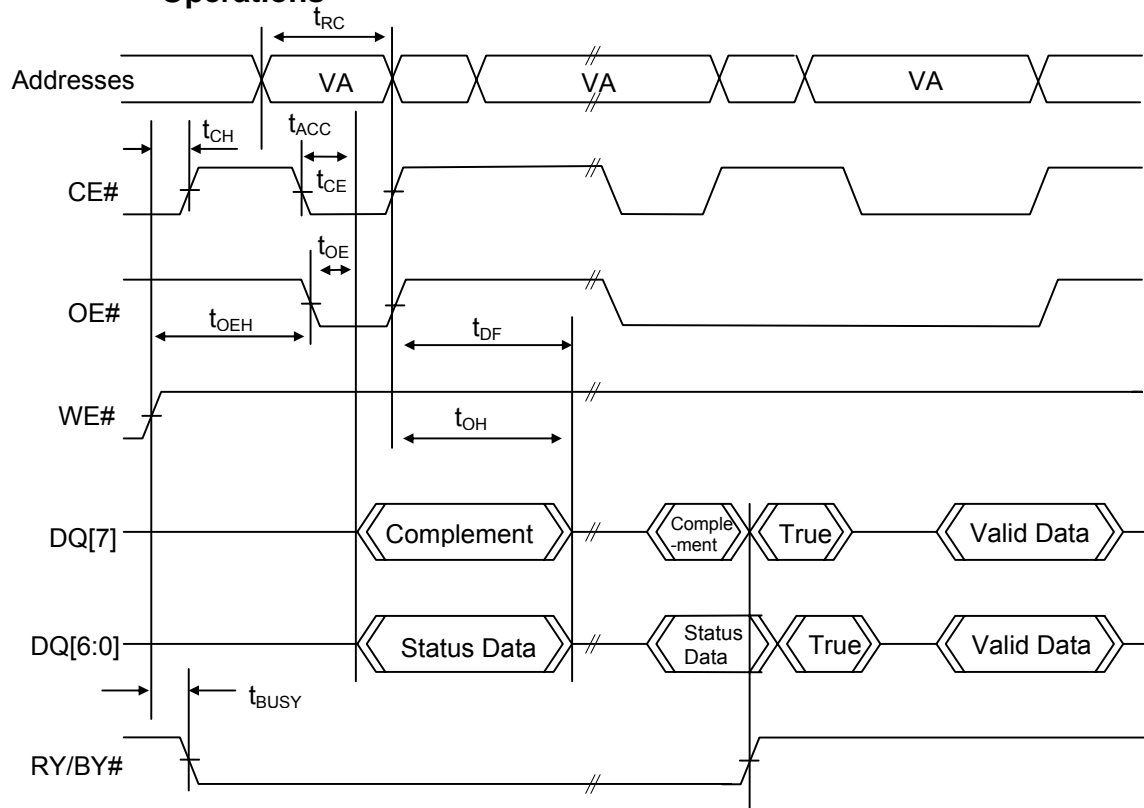 Operations
tRC
Addresses VA VA VA
tCH tACC
CE# tCE
tOE
OE#
tOEH tDF
WE#
tOH
DQ[7] Complement Comple True Valid Data
-ment
DQ[6:0] Status Data Status True Valid Data
Data
tBUSY
RY/BY#